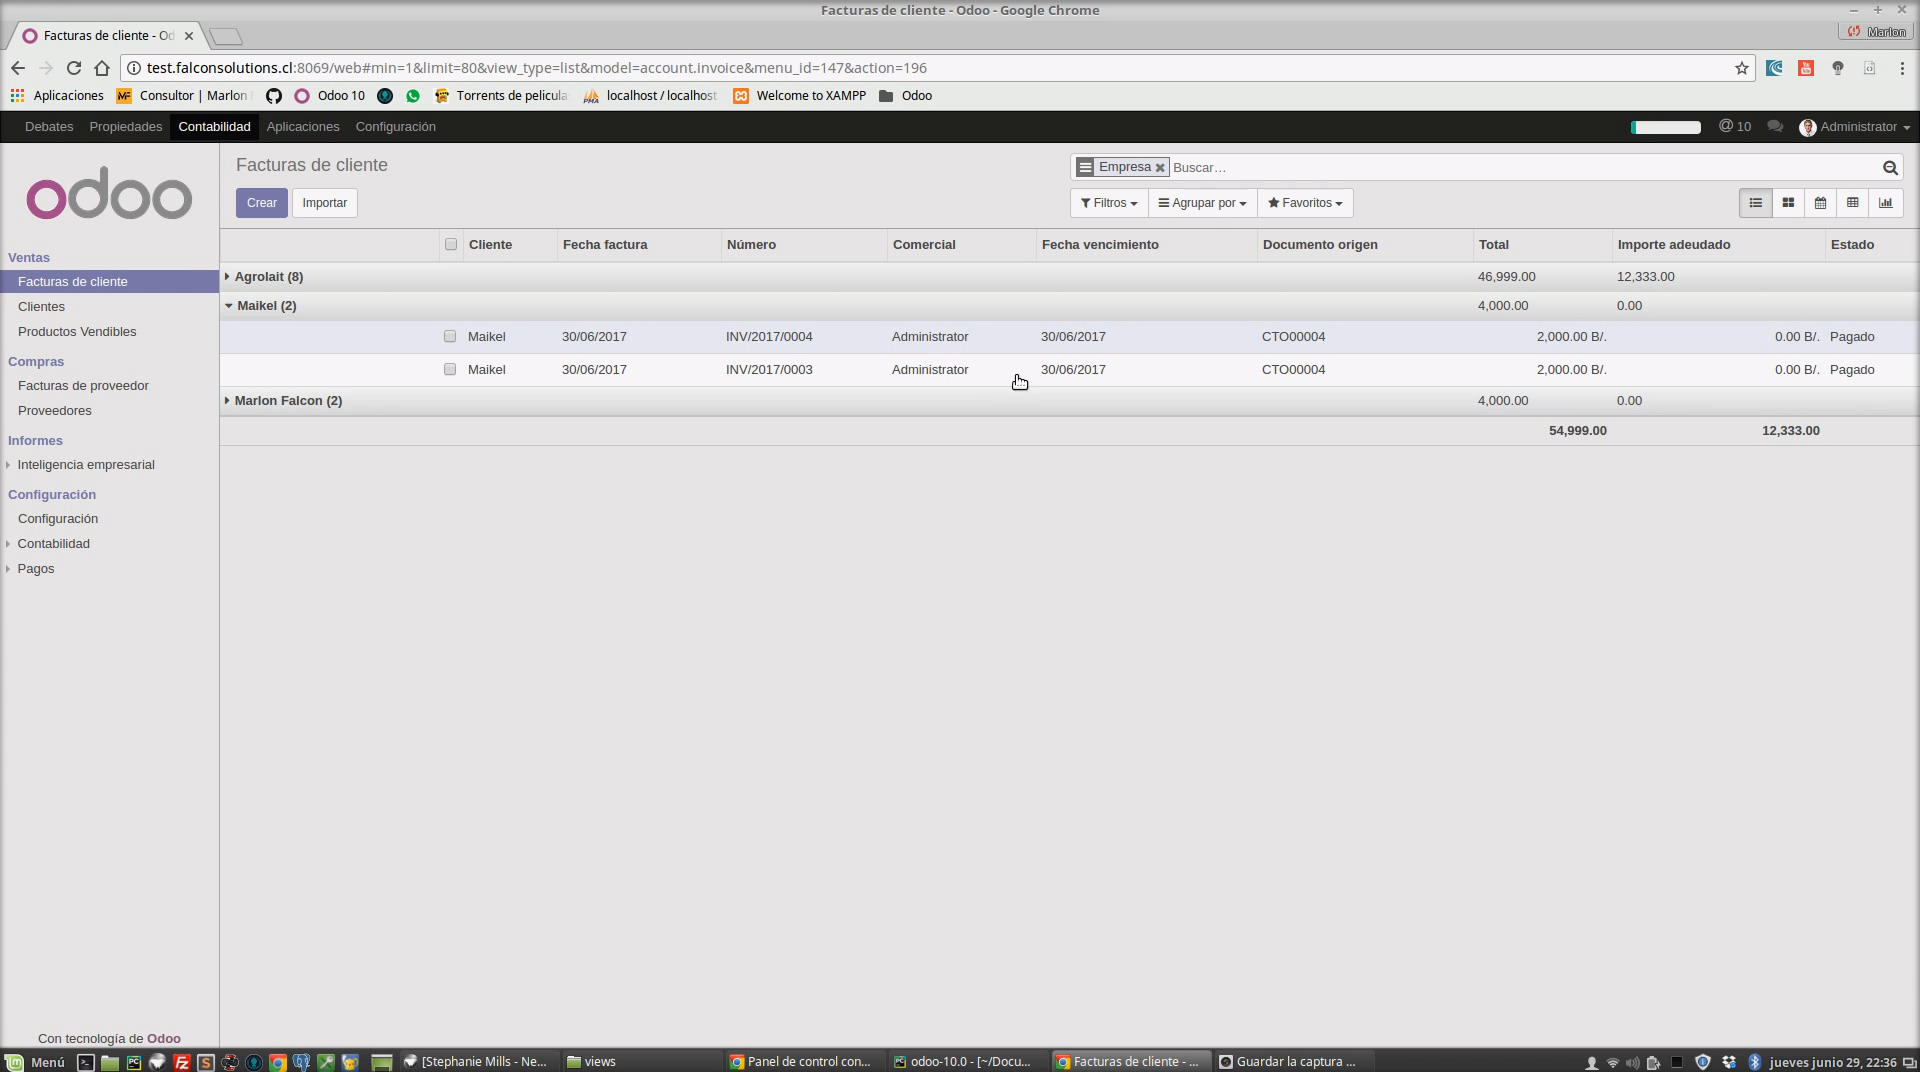 Facturas de cliente - Odoo - Google Chrome
Facturas de cliente - Od
Marlon
test.falconsolutions.cl:8069/web#min=1&limit=80&view_type=list&model=account.invoice&menu_id=147&action=196
Aplicaciones Consultor | Marlon Odoo 10 Torrents de pelicula localhost / localhost Welcome to XAMPP Odoo
Debates Propiedades Contabilidad Aplicaciones Configuración @ 10 Administrator
odoo
Facturas de cliente
Empresa Buscar...
Crear Importar
Filtros Agrupar por Favoritos
Ventas
Facturas de cliente
Clientes
Productos Vendibles
Compras
Facturas de proveedor
Proveedores
Informes
Inteligencia empresarial
Configuración
Configuración
Contabilidad
Pagos
Con tecnología de Odoo
Cliente Fecha factura Número Comercial Fecha vencimiento Documento origen Total Importe adeudado Estado
Agrolait (8) 46,999.00 12,333.00
Maikel (2) 4,000.00 0.00
Maikel 30/06/2017 INV/2017/0004 Administrator 30/06/2017 CTO00004 2,000.00 B/. 0.00 B/. Pagado
Maikel 30/06/2017 INV/2017/0003 Administrator 30/06/2017 CTO00004 2,000.00 B/. 0.00 B/. Pagado
Marlon Falcon (2) 4,000.00 0.00
54,999.00 12,333.00
Menú [Stephanie Mills - Ne... views Panel de control con... odoo-10.0 - [~/Docu... Facturas de cliente - ... Guardar la captura ... jueves junio 29, 22:36